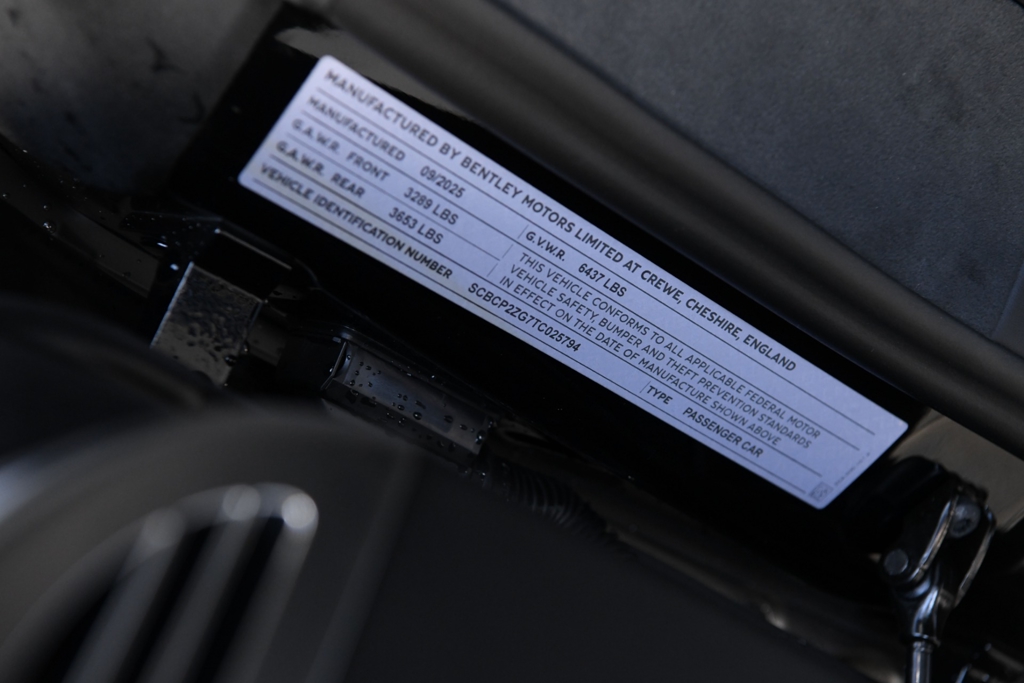 MANUFACTURED BY BENTLEY MOTORS LIMITED AT CREWE, CHESHIRE, ENGLAND
MANUFACTURED 09/2025
G.A.W.R. FRONT 3289 LBS G.V.W.R. 6437 LBS
G.A.W.R. REAR 3653 LBS
THIS VEHICLE CONFORMS TO ALL APPLICABLE FEDERAL MOTOR
VEHICLE SAFETY, BUMPER AND THEFT PREVENTION STANDARDS
IN EFFECT ON THE DATE OF MANUFACTURE SHOWN ABOVE
VEHICLE IDENTIFICATION NUMBER SCBCP2ZG7TC025794 TYPE PASSENGER CAR